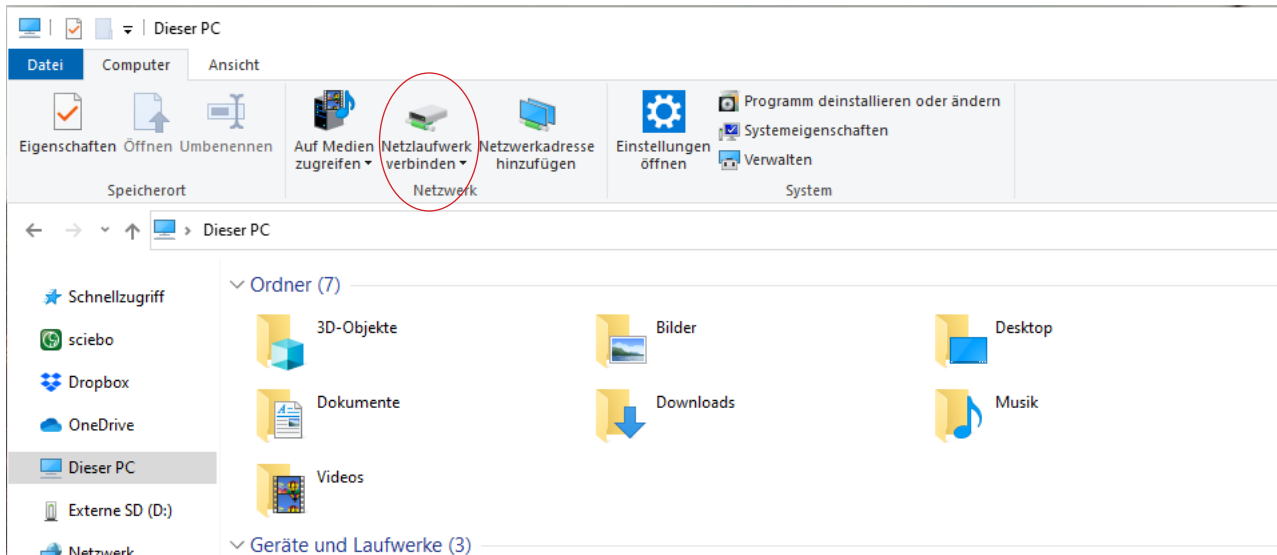 Dieser PC
Datei Computer Ansicht
Eigenschaften Öffnen Umbenennen
Auf Medien zugreifen
Netzlaufwerk verbinden
Netzwerkadresse hinzufügen
Einstellungen öffnen
Programm deinstallieren oder ändern
Systemeigenschaften
Verwalten
Speicherort Netzwerk System
Dieser PC
Schnellzugriff
sciebo
Dropbox
OneDrive
Dieser PC
Externe SD (D:)
Netzwerk
Ordner (7)
3D-Objekte Bilder Desktop
Dokumente Downloads Musik
Videos
Geräte und Laufwerke (3)